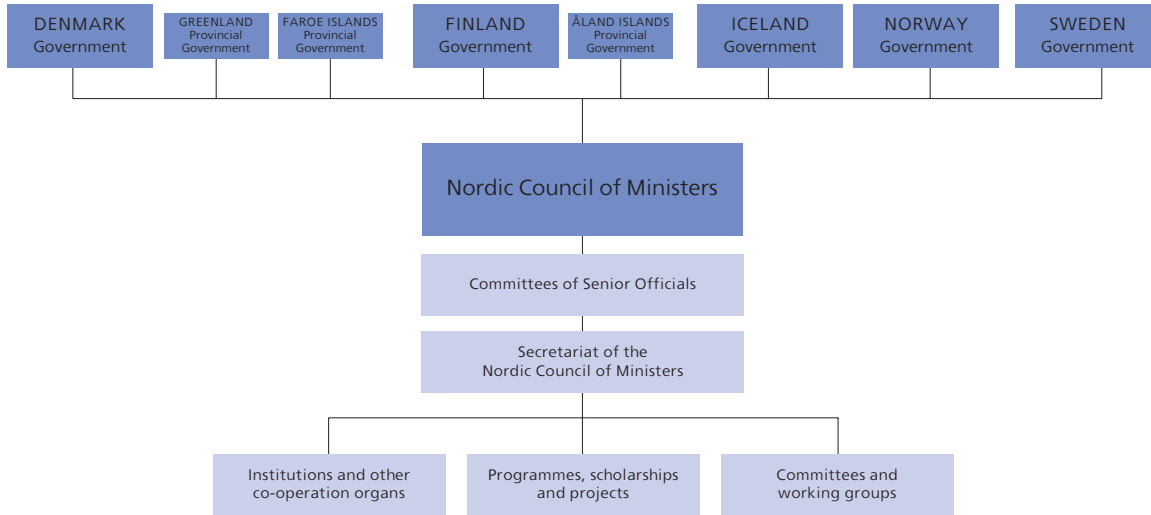 DENMARK
Government
GREENLAND
Provincial
Government
FAROE ISLANDS
Provincial
Government
FINLAND
Government
ÅLAND ISLANDS
Provincial
Government
ICELAND
Government
NORWAY
Government
SWEDEN
Government
Nordic Council of Ministers
Committees of Senior Officials
Secretariat of the
Nordic Council of Ministers
Institutions and other
co-operation organs
Programmes, scholarships
and projects
Committees and
working groups